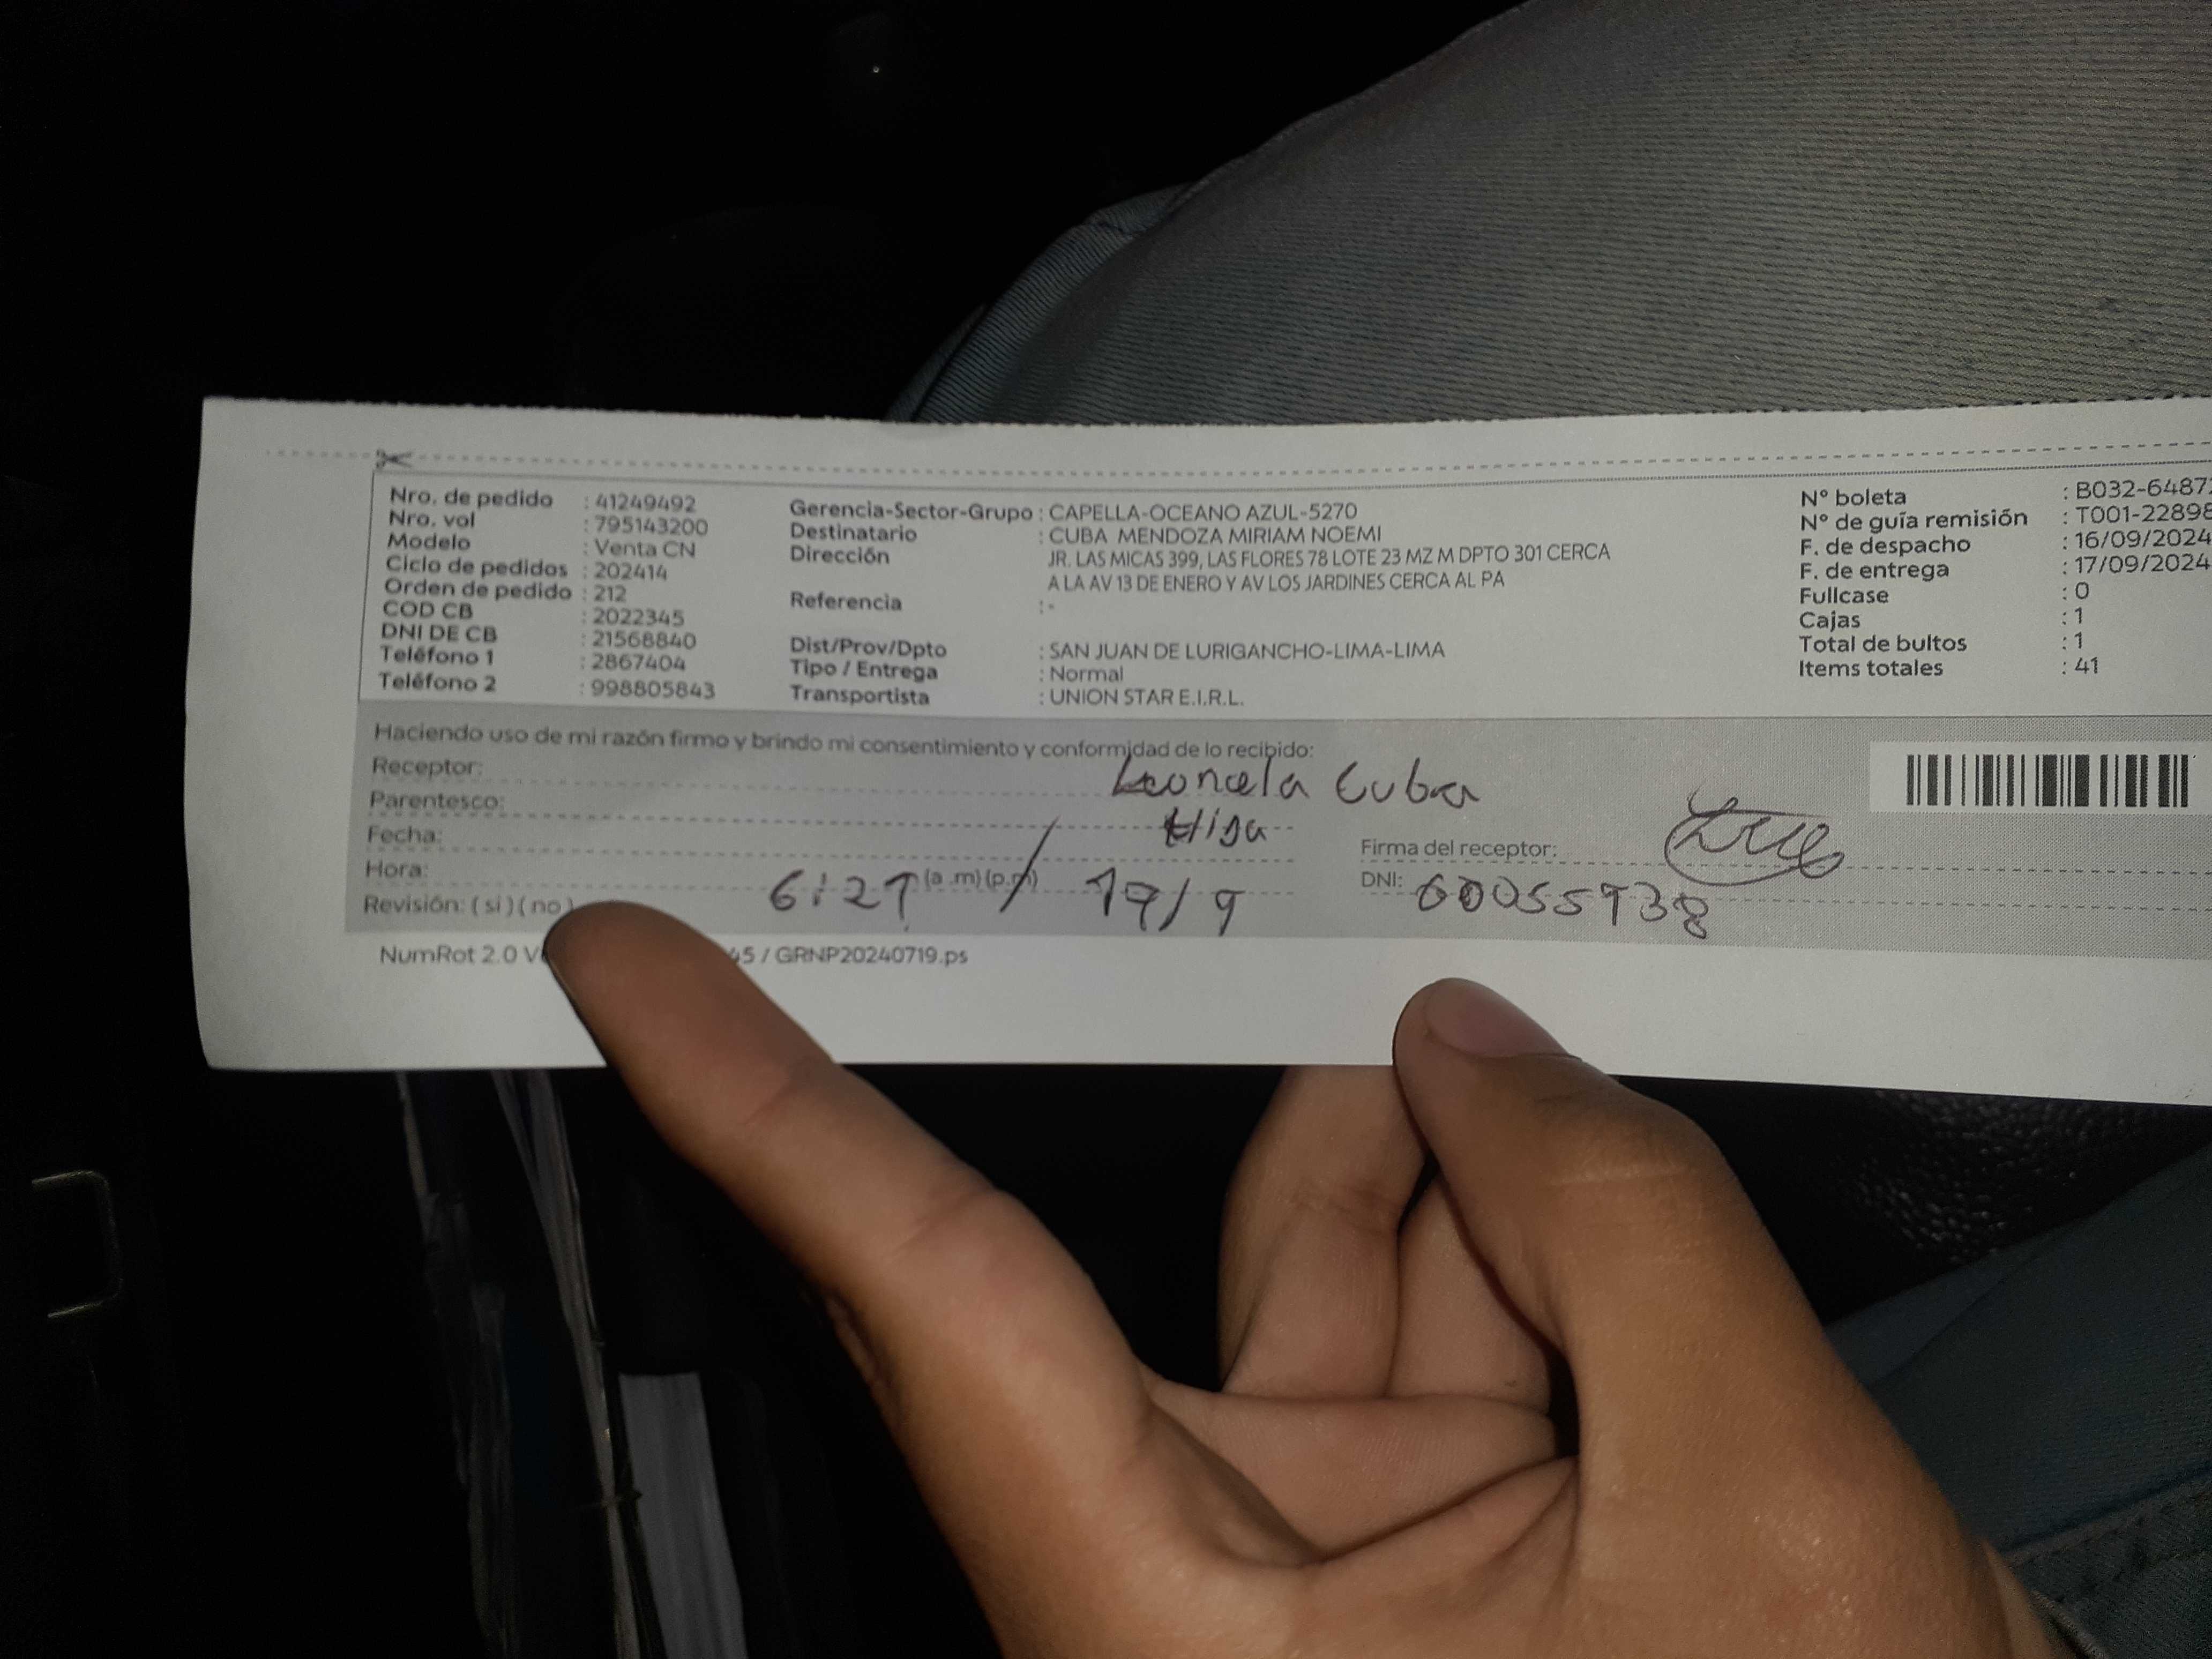 Nro. de pedido : 41249492
Nro. vol : 795143200
Modelo : Venta CN
Ciclo de pedidos : 202414
Orden de pedido : 212
COD CB : 2022345
DNI DE CB : 21568840
Teléfono 1 : 2867404
Teléfono 2 : 998805843
Gerencia-Sector-Grupo : CAPELLA-OCEANO AZUL-5270
Destinatario : CUBA MENDOZA MIRIAM NOEMI
Dirección : JR. LAS MICAS 399, LAS FLORES 78 LOTE 23 MZ M DPTO 301 CERCA
A LA AV 13 DE ENERO Y AV LOS JARDINES CERCA AL PA
Referencia : -
Dist/Prov/Dpto : SAN JUAN DE LURIGANCHO-LIMA-LIMA
Tipo / Entrega : Normal
Transportista : UNION STAR E.I.R.L.
N° boleta : B032-6487
N° de guía remisión : T001-22898
F. de despacho : 16/09/2024
F. de entrega : 17/09/2024
Fullcase : 0
Cajas : 1
Total de bultos : 1
Items totales : 41
Haciendo uso de mi razón firmo y brindo mi consentimiento y conformidad de lo recibido:
Receptor: Cuba
Parentesco: Hija
Fecha:
Hora: 6:27 (a.m) (p.m) / 17/9
Revisión: ( si ) ( no )
Firma del receptor:
DNI:
NumRot 2.0 V 45 / GRNP20240719.ps